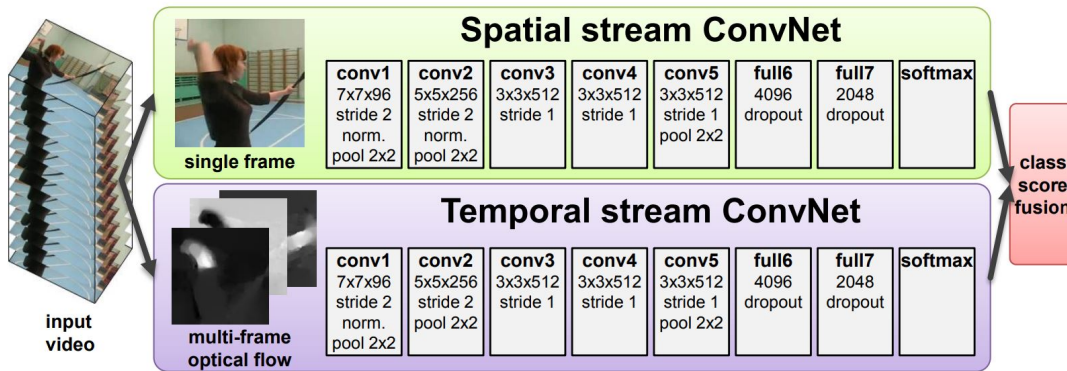 Spatial stream ConvNet
conv1
7x7x96
stride 2
norm.
pool 2x2
conv2
5x5x256
stride 2
norm.
pool 2x2
conv3
3x3x512
stride 1
conv4
3x3x512
stride 1
conv5
3x3x512
stride 1
pool 2x2
full6
4096
dropout
full7
2048
dropout
softmax
single frame
Temporal stream ConvNet
conv1
7x7x96
stride 2
norm.
pool 2x2
conv2
5x5x256
stride 2
pool 2x2
conv3
3x3x512
stride 1
conv4
3x3x512
stride 1
conv5
3x3x512
stride 1
pool 2x2
full6
4096
dropout
full7
2048
dropout
softmax
multi-frame
optical flow
input
video
class
score
fusion